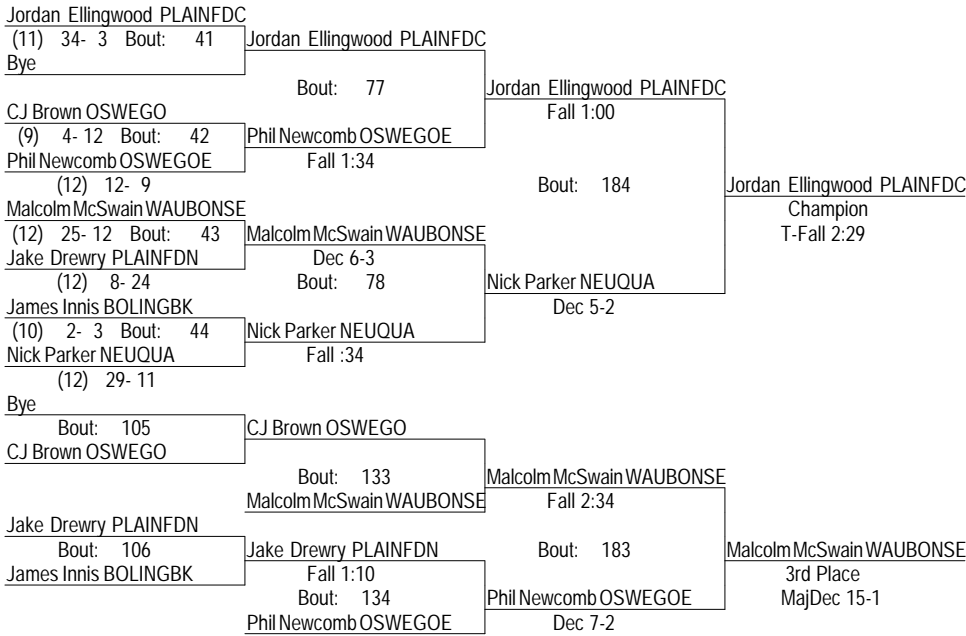 Jordan Ellingwood PLAINFDC
(11) 34- 3 Bout: 41 Jordan Ellingwood PLAINFDC
Bye
Bout: 77 Jordan Ellingwood PLAINFDC
CJ Brown OSWEGO Fall 1:00
(9) 4- 12 Bout: 42 Phil Newcomb OSWEGOE
Phil Newcomb OSWEGOE Fall 1:34
(12) 12- 9 Bout: 184 Jordan Ellingwood PLAINFDC
Malcolm McSwain WAUBONSE Champion
(12) 25- 12 Bout: 43 Malcolm McSwain WAUBONSE T-Fall 2:29
Jake Drewry PLAINFDN Dec 6-3
(12) 8- 24 Bout: 78 Nick Parker NEUQUA
James Innis BOLINGBK Dec 5-2
(10) 2- 3 Bout: 44 Nick Parker NEUQUA
Nick Parker NEUQUA Fall :34
(12) 29- 11
Bye
Bout: 105 CJ Brown OSWEGO
CJ Brown OSWEGO
Bout: 133 Malcolm McSwain WAUBONSE
Malcolm McSwain WAUBONSE Fall 2:34
Jake Drewry PLAINFDN
Bout: 106 Jake Drewry PLAINFDN Bout: 183 Malcolm McSwain WAUBONSE
James Innis BOLINGBK Fall 1:10 3rd Place
Bout: 134 Phil Newcomb OSWEGOE MajDec 15-1
Phil Newcomb OSWEGOE Dec 7-2